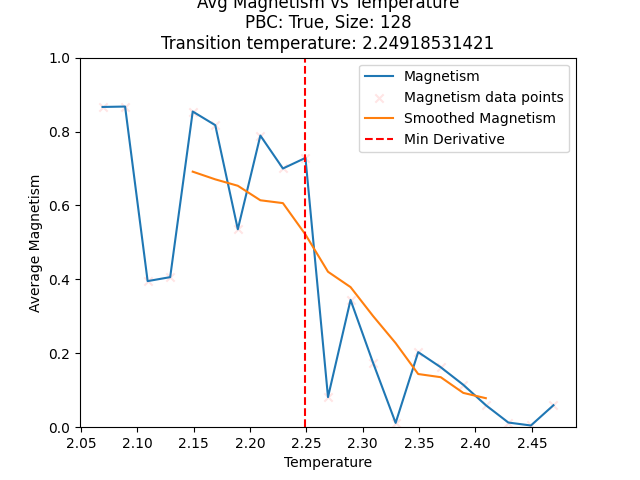 Avg Magnetism vs Temperature
PBC: True, Size: 128
Transition temperature: 2.24918531421
1.0
0.8
0.6
0.4
0.2
0.0
Average Magnetism
Magnetism
Magnetism data points
Smoothed Magnetism
Min Derivative
2.05 2.10 2.15 2.20 2.25 2.30 2.35 2.40 2.45
Temperature